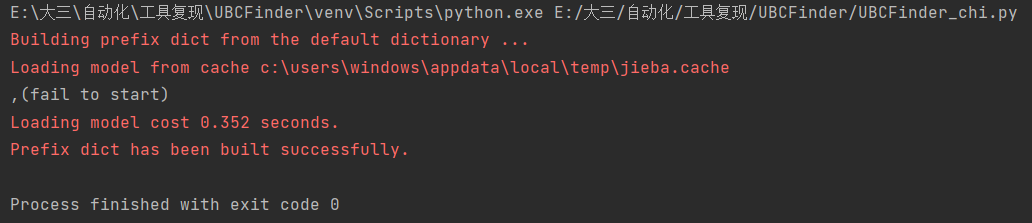 E:\大三\自动化\工具复现\UBCFinder\venv\Scripts\python.exe E:/大三/自动化/工具复现/UBCFinder/UBCFinder_chi.py
Building prefix dict from the default dictionary ...
Loading model from cache c:\users\windows\appdata\local\temp\jieba.cache
,(fail to start)
Loading model cost 0.352 seconds.
Prefix dict has been built successfully.
Process finished with exit code 0